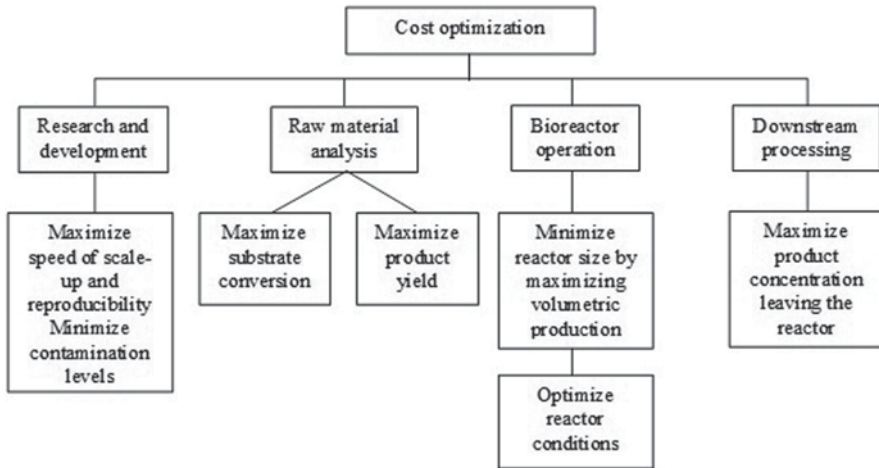 Cost optimization
Research and
development
Raw material
analysis
Bioreactor
operation
Downstream
processing
Maximize
speed of scale-
up and
reproducibility
Minimize
contamination
levels
Maximize
substrate
conversion
Maximize
product
yield
Minimize
reactor size by
maximizing
volumetric
production
Maximize
product
concentration
leaving the
reactor
Optimize
reactor
conditions